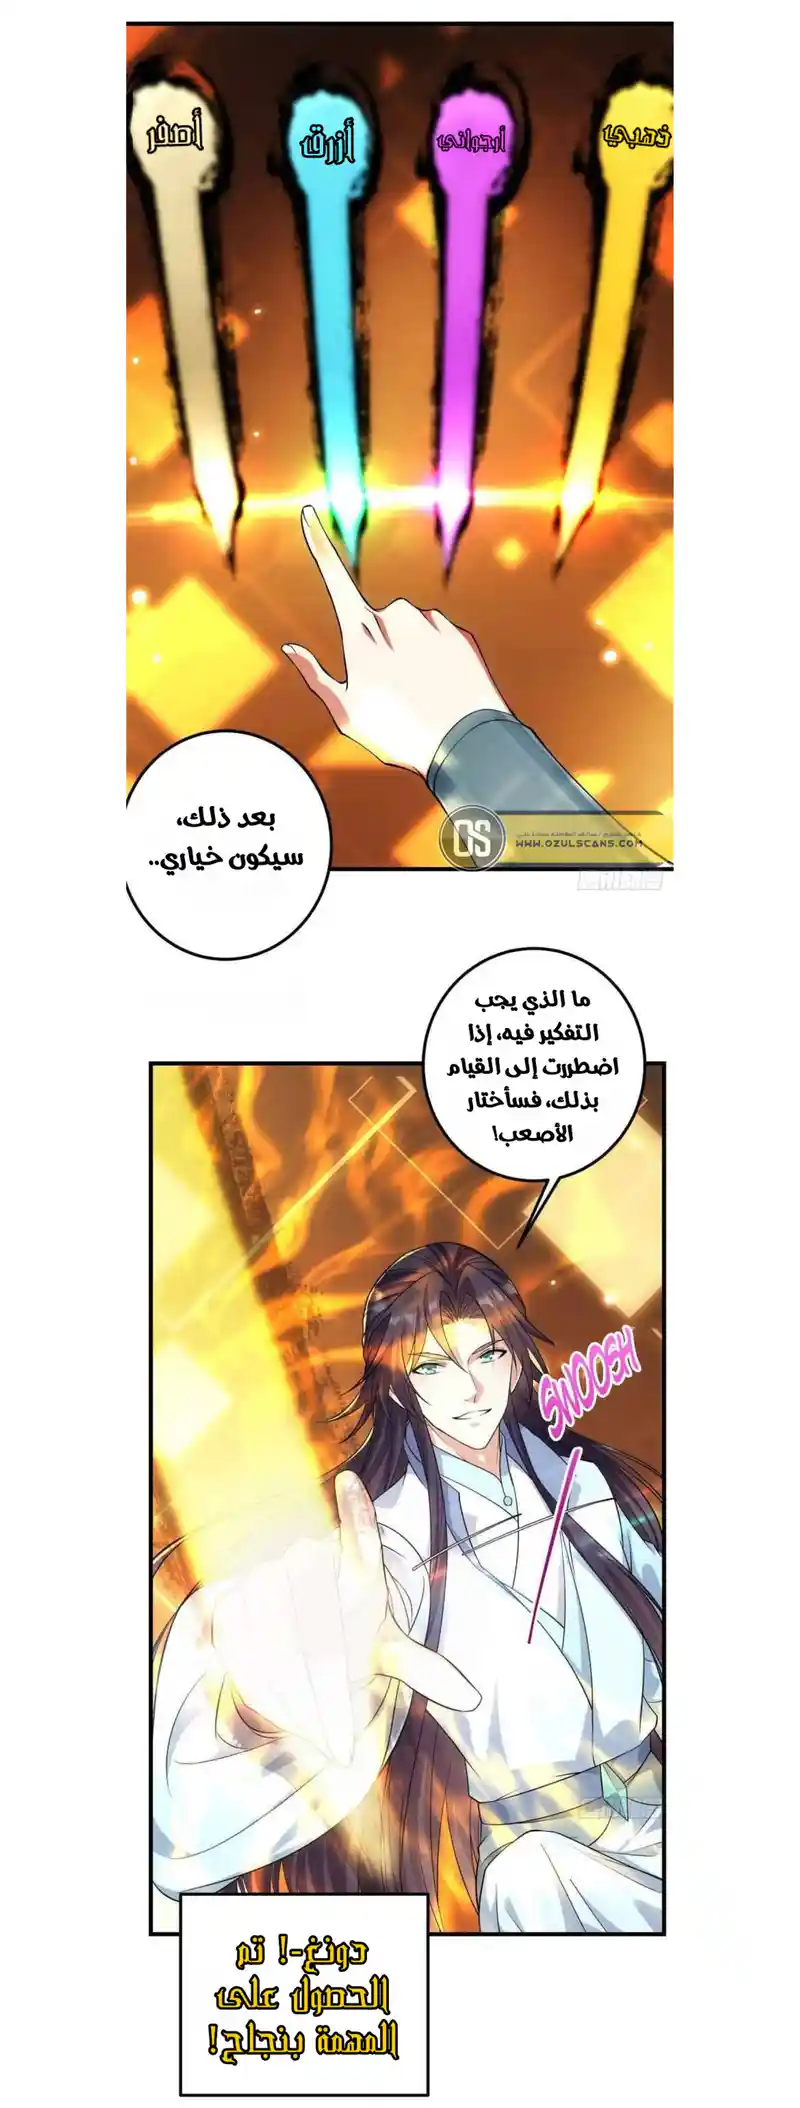 ذهبي
أرجواني
أزرق
أصفر
بعد ذلك،
سيكون خياري..
OS
WWW.OZULSCANS.COM
ما الذي يجب
التفكير فيه، إذا
اضطررت إلى القيام
بذلك، فسأختار
الأصعب!
SWOOSH
دونغ-! تم
الحصول على
المهمة بنجاح!